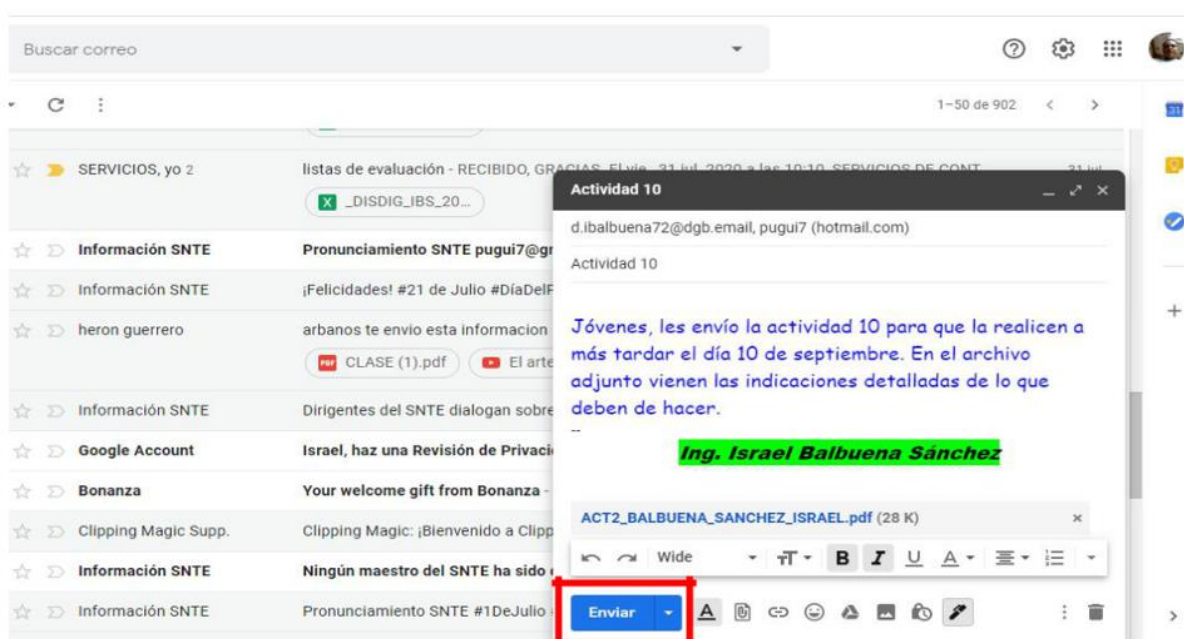 Buscar correo
1–50 de 902
31
SERVICIOS, yo 2
listas de evaluación - RECIBIDO, GRACIAS. El vie., 31 jul. 2020 a las 10:10, SERVICIOS DE CONT
31 jul.
_DISDIG_IBS_20...
Información SNTE
Pronunciamiento SNTE pugui7@gr
Información SNTE
¡Felicidades! #21 de Julio #DíaDelP
heron guerrero
arbanos te envio esta informacion
PDF CLASE (1).pdf
El arte
Información SNTE
Dirigentes del SNTE dialogan sobre
Google Account
Israel, haz una Revisión de Privaci
Bonanza
Your welcome gift from Bonanza -
Clipping Magic Supp.
Clipping Magic: ¡Bienvenido a Clipp
Información SNTE
Ningún maestro del SNTE ha sido
Información SNTE
Pronunciamiento SNTE #1DeJulio
Actividad 10
d.ibalbuena72@dgb.email, pugui7 (hotmail.com)
Actividad 10
Jóvenes, les envío la actividad 10 para que la realicen a
más tardar el día 10 de septiembre. En el archivo
adjunto vienen las indicaciones detalladas de lo que
deben de hacer.
--
Ing. Israel Balbuena Sánchez
ACT2_BALBUENA_SANCHEZ_ISRAEL.pdf (28 K)
Wide
B I U A
Enviar
A